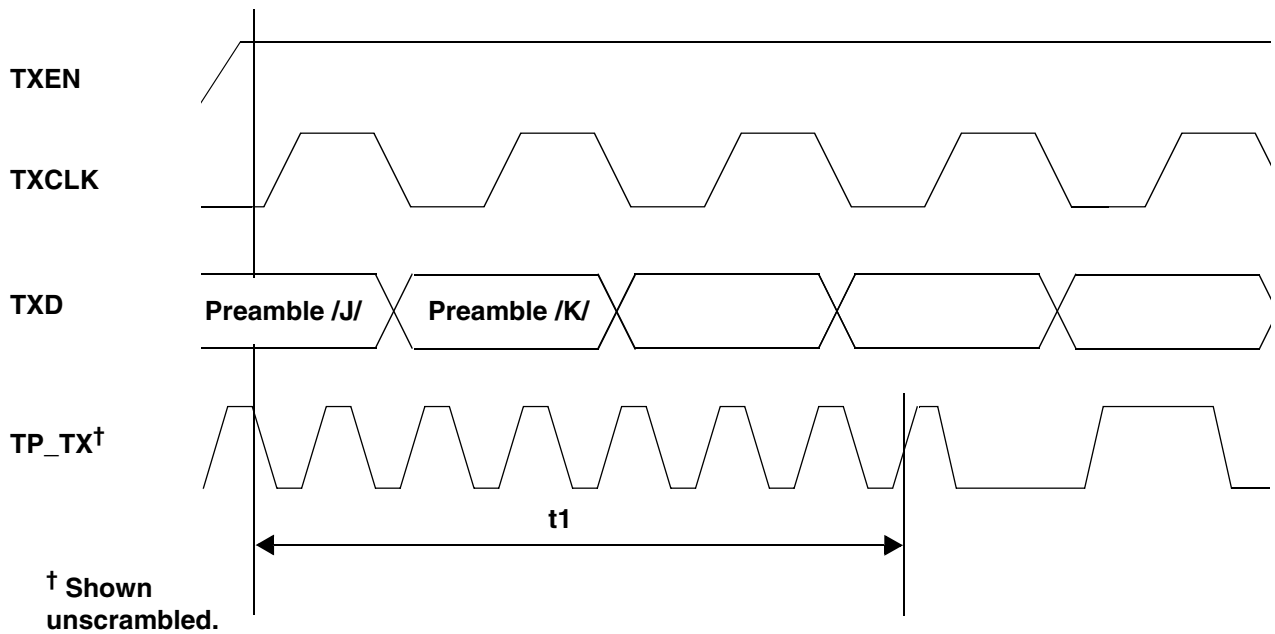 TXEN
TXCLK
TXD
Preamble /J/
Preamble /K/
TP_TX†
t1
† Shown
unscrambled.